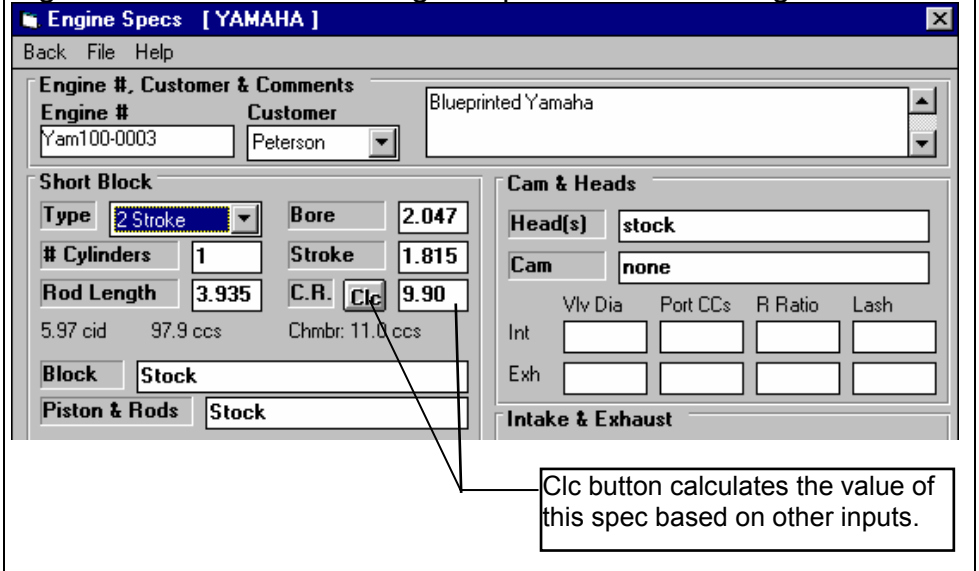 Engine Specs [ YAMAHA ]
Back File Help
Engine #, Customer & Comments
Engine # Customer
Yam100-0003 Peterson
Blueprinted Yamaha
Short Block
Type 2 Stroke Bore 2.047
# Cylinders 1 Stroke 1.815
Rod Length 3.935 C.R. Clc 9.90
5.97 cid 97.9 ccs Chmbr: 11.0 ccs
Block Stock
Piston & Rods Stock
Cam & Heads
Head(s) stock
Cam none
Vlv Dia Port CCs R Ratio Lash
Int
Exh
Intake & Exhaust
Clc button calculates the value of
this spec based on other inputs.